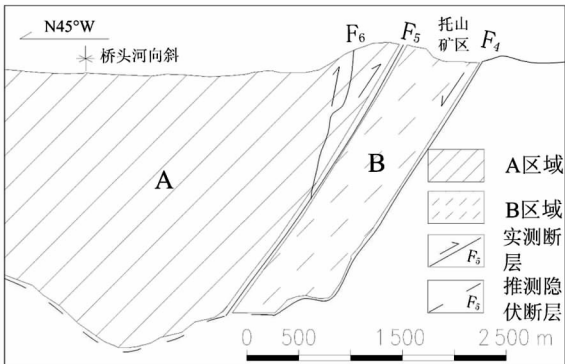 N45°W
桥头河向斜
F₆
F₅
托山
矿区
F₄
A
B
A区域
B区域
F₅
实测断
层
F₅
推测隐
伏断层
0 500 1 500 2 500 m